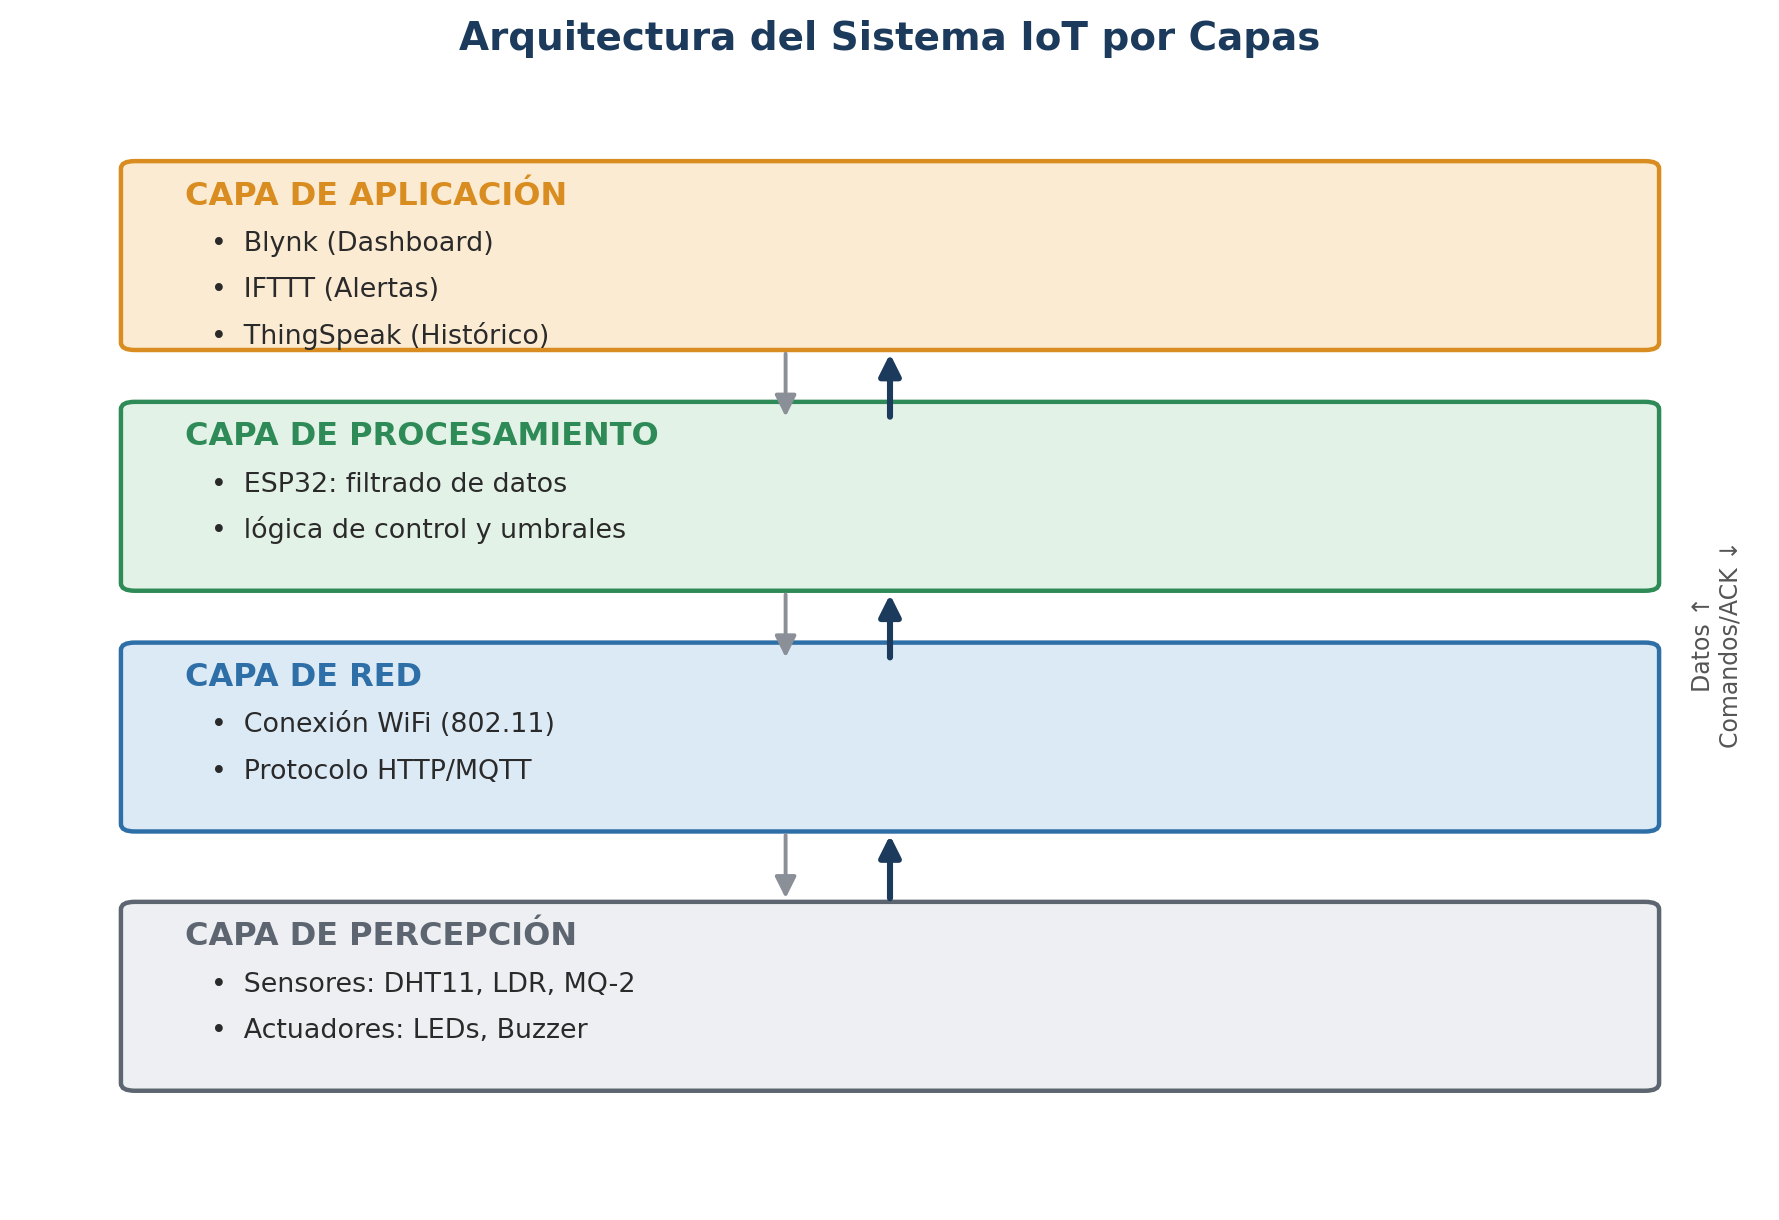 Arquitectura del Sistema IoT por Capas
CAPA DE APLICACIÓN
• Blynk (Dashboard)
• IFTTT (Alertas)
• ThingSpeak (Histórico)
CAPA DE PROCESAMIENTO
• ESP32: filtrado de datos
• lógica de control y umbrales
CAPA DE RED
• Conexión WiFi (802.11)
• Protocolo HTTP/MQTT
CAPA DE PERCEPCIÓN
• Sensores: DHT11, LDR, MQ-2
• Actuadores: LEDs, Buzzer
Datos ↑
Comandos/ACK ↓